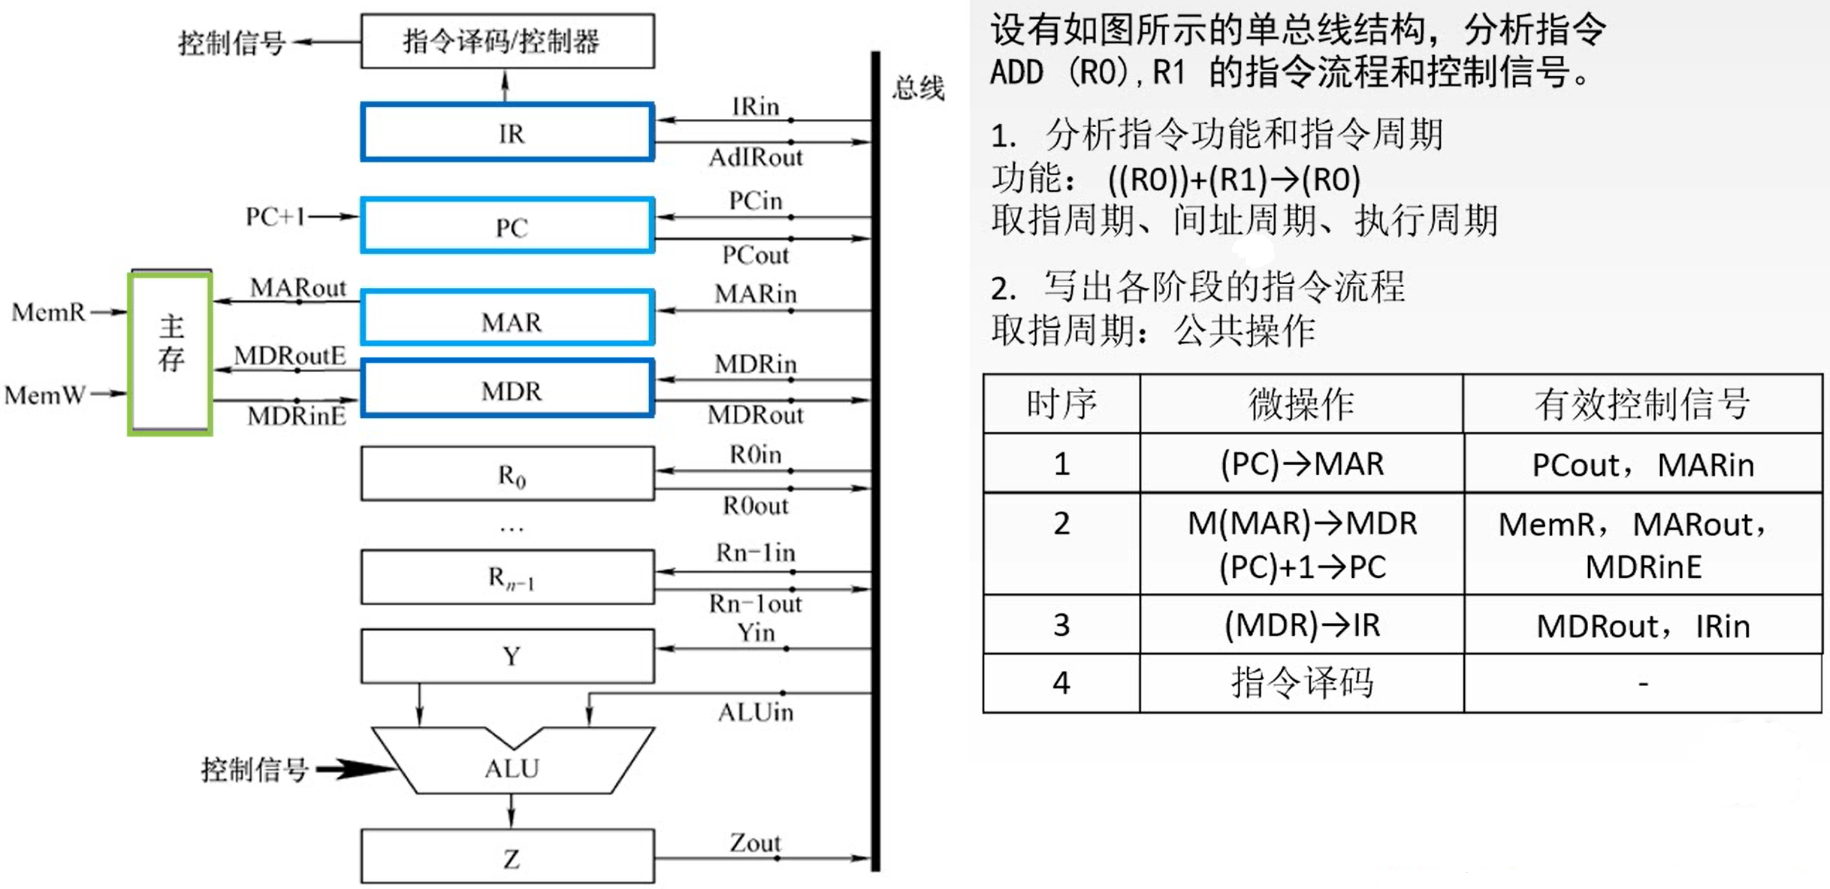 控制信号
指令译码/控制器
总线
IRin
IR
AdIRout
PCin
PC+1
PC
PCout
MARout
MARin
MemR
主存
MAR
MDRoutE
MDRin
MemW
MDR
MDRinE
MDRout
R0in
R0
R0out
...
Rn-1in
Rn-1
Rn-1out
Yin
Y
ALUin
控制信号
ALU
Zout
Z
设有如图所示的单总线结构，分析指令
ADD (R0),R1 的指令流程和控制信号。
1. 分析指令功能和指令周期
功能： ((R0))+(R1)→(R0)
取指周期、间址周期、执行周期
2. 写出各阶段的指令流程
取指周期：公共操作
时序 微操作 有效控制信号
1 (PC)→MAR PCout，MARin
2 M(MAR)→MDR MemR，MARout，
(PC)+1→PC MDRinE
3 (MDR)→IR MDRout，IRin
4 指令译码 -